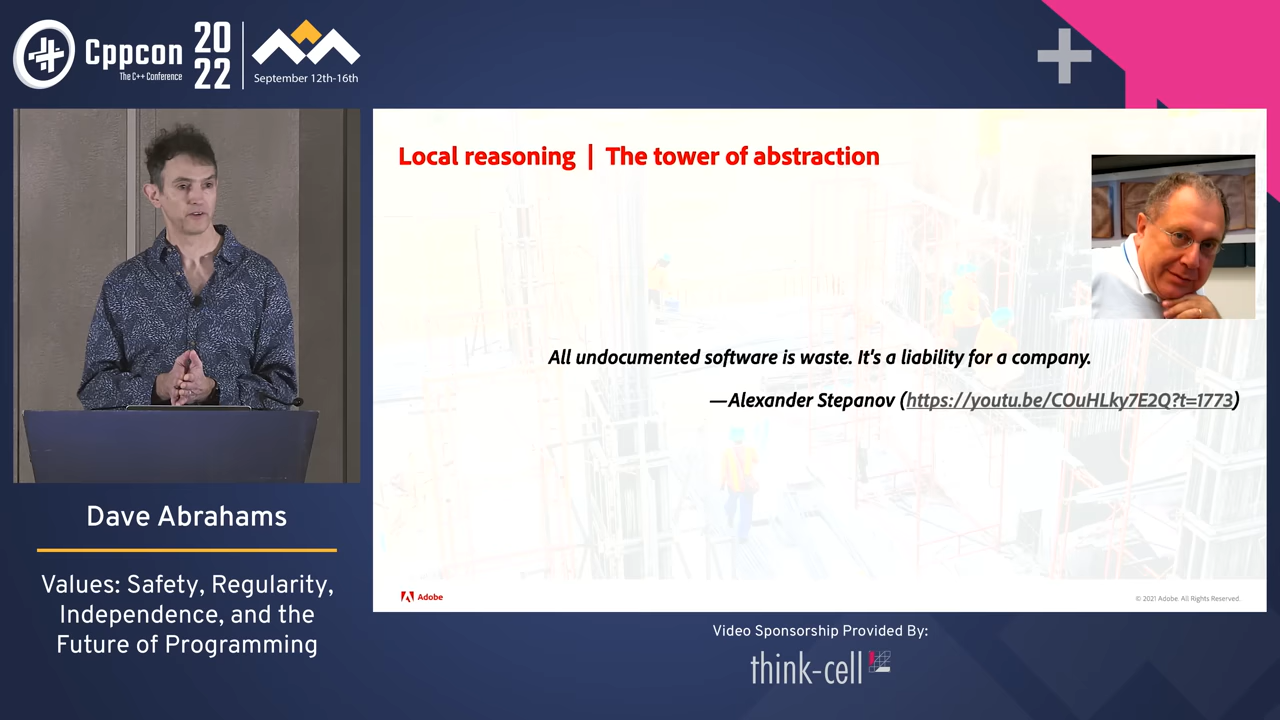 Cppcon
The C++ Conference
20
22
September 12th-16th
Local reasoning | The tower of abstraction
All undocumented software is waste. It's a liability for a company.
—Alexander Stepanov (https://youtu.be/COuHLky7E2Q?t=1773)
Adobe
© 2021 Adobe. All Rights Reserved.
Dave Abrahams
Values: Safety, Regularity,
Independence, and the
Future of Programming
Video Sponsorship Provided By:
think-cell